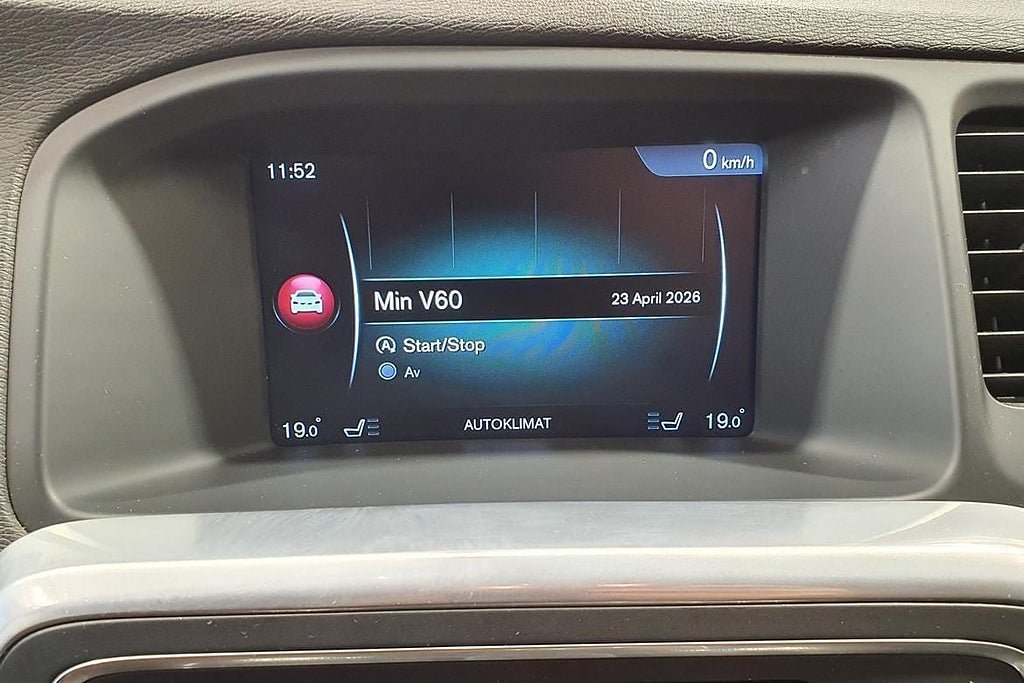 11:52
0 km/h
Min V60
23 April 2026
Start/Stop
Av
19.0°
AUTOKLIMAT
19.0°